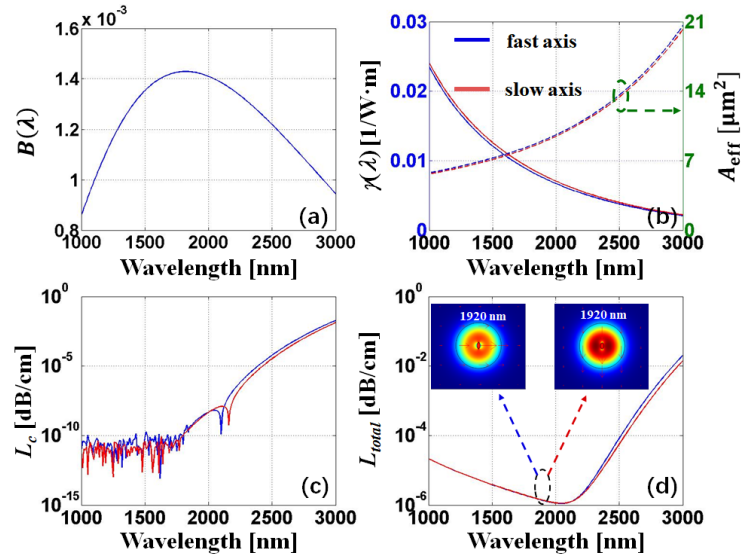 1.6 x 10⁻³
1.4
1.2
1
0.8
B(λ)
(a)
1000 1500 2000 2500 3000
Wavelength [nm]
0.03
0.02
0.01
0
γ(λ) [1/W·m]
fast axis
slow axis
21
14
7
0
A_eff [μm²]
(b)
1000 1500 2000 2500 3000
Wavelength [nm]
10⁰
10⁻⁵
10⁻¹⁰
10⁻¹⁵
L_c [dB/cm]
(c)
1000 1500 2000 2500 3000
Wavelength [nm]
10⁰
10⁻²
10⁻⁴
10⁻⁶
L_total [dB/cm]
1920 nm
1920 nm
(d)
1000 1500 2000 2500 3000
Wavelength [nm]